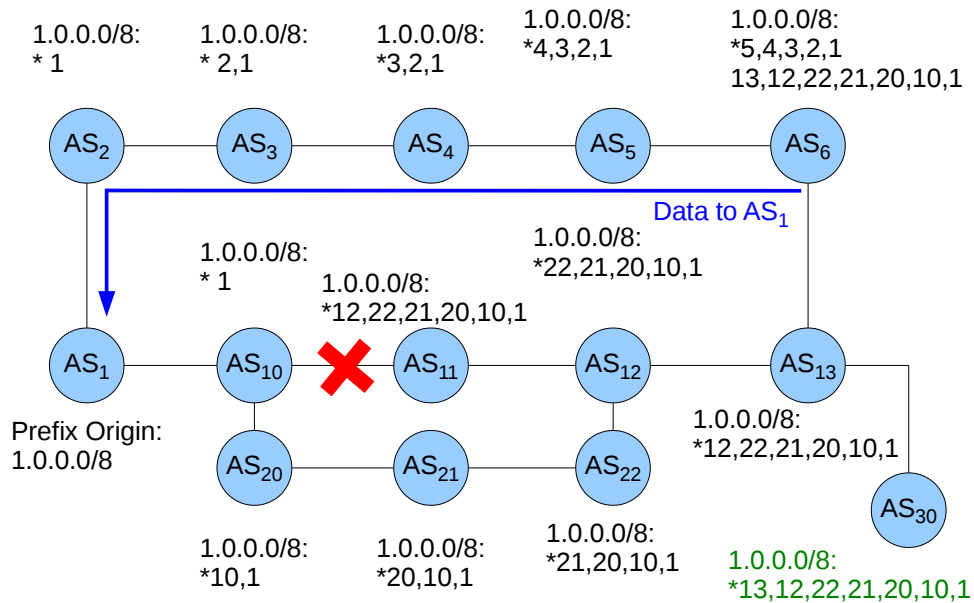 1.0.0.0/8:
* 1
1.0.0.0/8:
* 2,1
1.0.0.0/8:
*3,2,1
1.0.0.0/8:
*4,3,2,1
1.0.0.0/8:
*5,4,3,2,1
13,12,22,21,20,10,1
AS2
AS3
AS4
AS5
AS6
Data to AS1
1.0.0.0/8:
* 1
1.0.0.0/8:
*12,22,21,20,10,1
1.0.0.0/8:
*22,21,20,10,1
AS1
AS10
AS11
AS12
AS13
Prefix Origin:
1.0.0.0/8
1.0.0.0/8:
*12,22,21,20,10,1
AS20
AS21
AS22
AS30
1.0.0.0/8:
*10,1
1.0.0.0/8:
*20,10,1
1.0.0.0/8:
*21,20,10,1
1.0.0.0/8:
*13,12,22,21,20,10,1